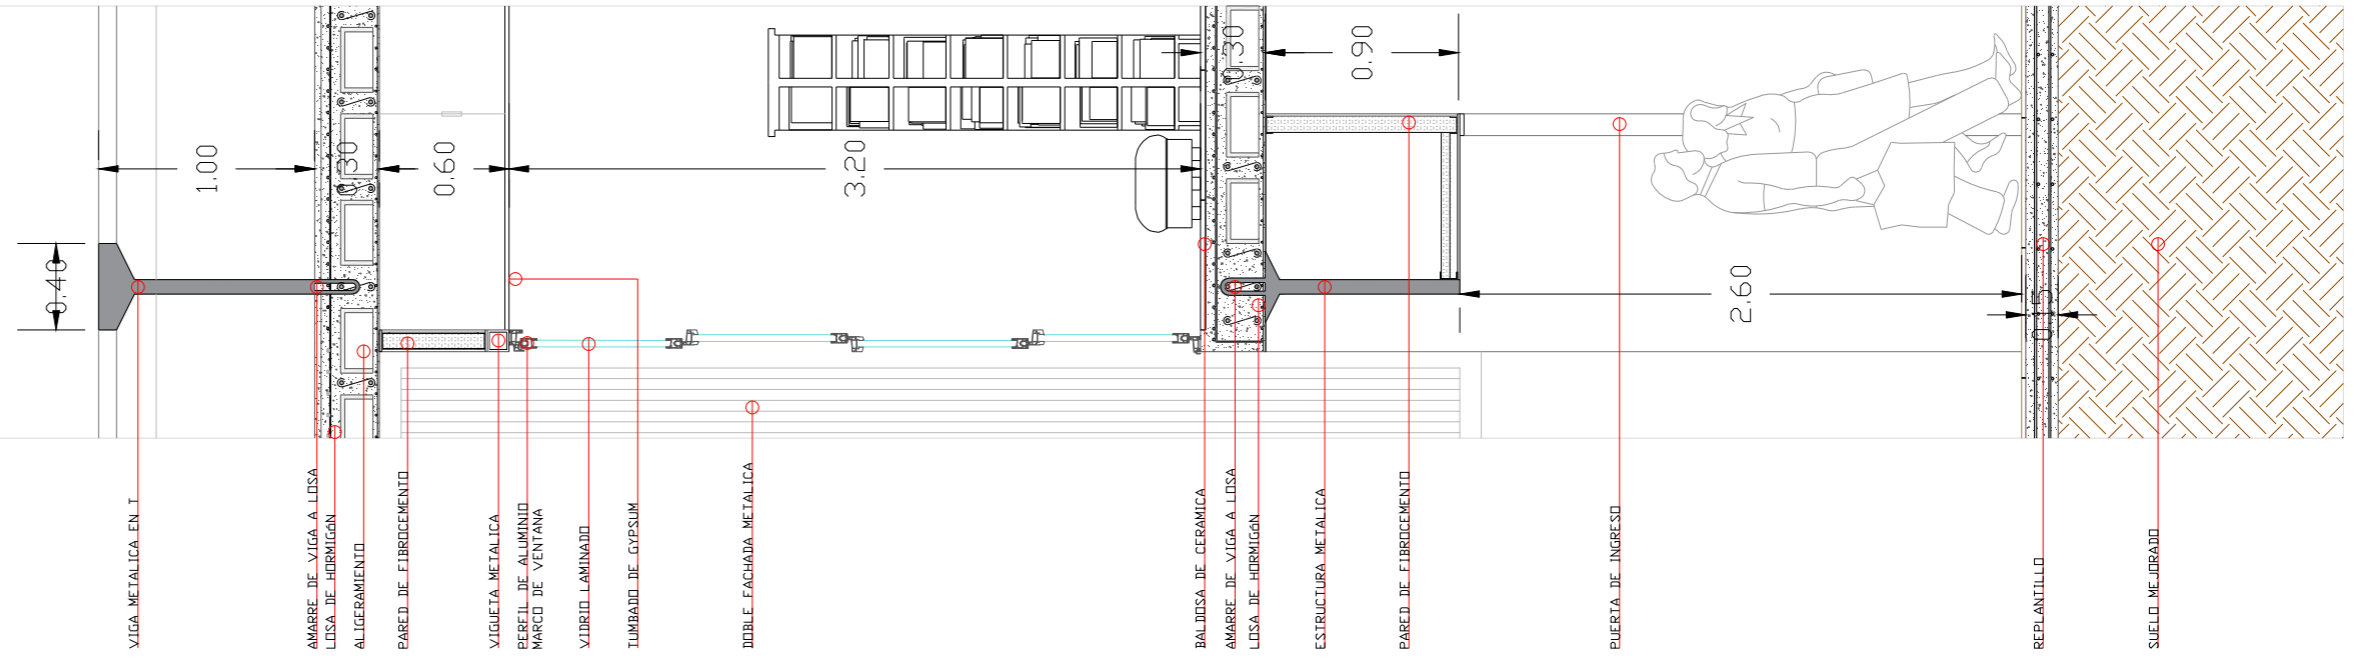 0.40
1.00
0.30
0.60
3.20
0.30
0.90
2.60
VIGA METALICA EN T
AMARRE DE VIGA A LOSA
LOSA DE HORMIGóN
ALIGERAMIENTO
PARED DE FIBROCEMENTO
VIGUETA METALICA
PERFIL DE ALUMINIO
MARCO DE VENTANA
VIDRIO LAMINADO
TUMBADO DE GYPSUM
DOBLE FACHADA METALICA
BALDOSA DE CERAMICA
AMARRE DE VIGA A LOSA
LOSA DE HORMIGóN
ESTRUCTURA METALICA
PARED DE FIBROCEMENTO
PUERTA DE INGRESO
REPLANTILLO
SUELO MEJORADO